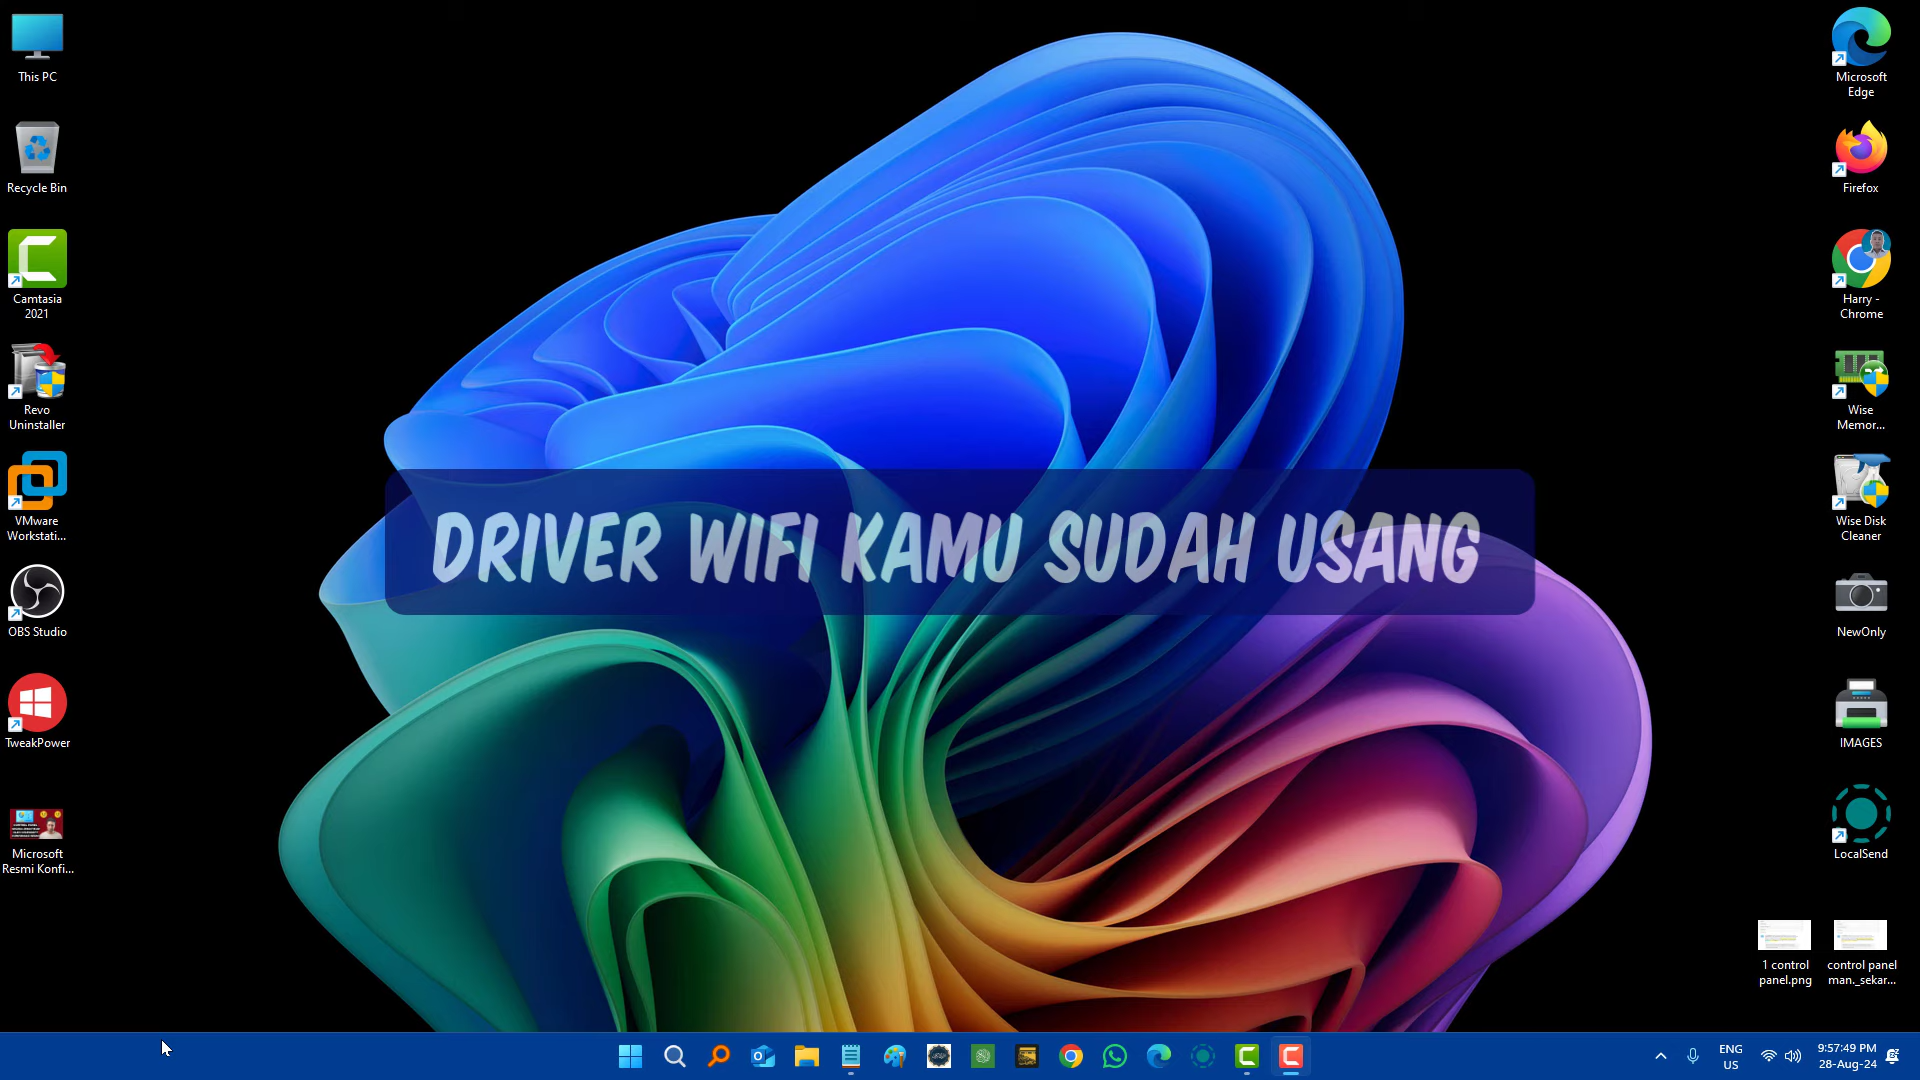 This PC
Recycle Bin
Camtasia
2021
Revo
Uninstaller
VMware
Workstati...
OBS Studio
TweakPower
Microsoft
Resmi Konfi...
DRIVER WIFI KAMU SUDAH USANG
Microsoft
Edge
Firefox
Harry -
Chrome
Wise
Memor...
Wise Disk
Cleaner
NewOnly
IMAGES
LocalSend
1 control
panel.png
control panel
man._sekar...
ENG
US
9:57:49 PM
28-Aug-24